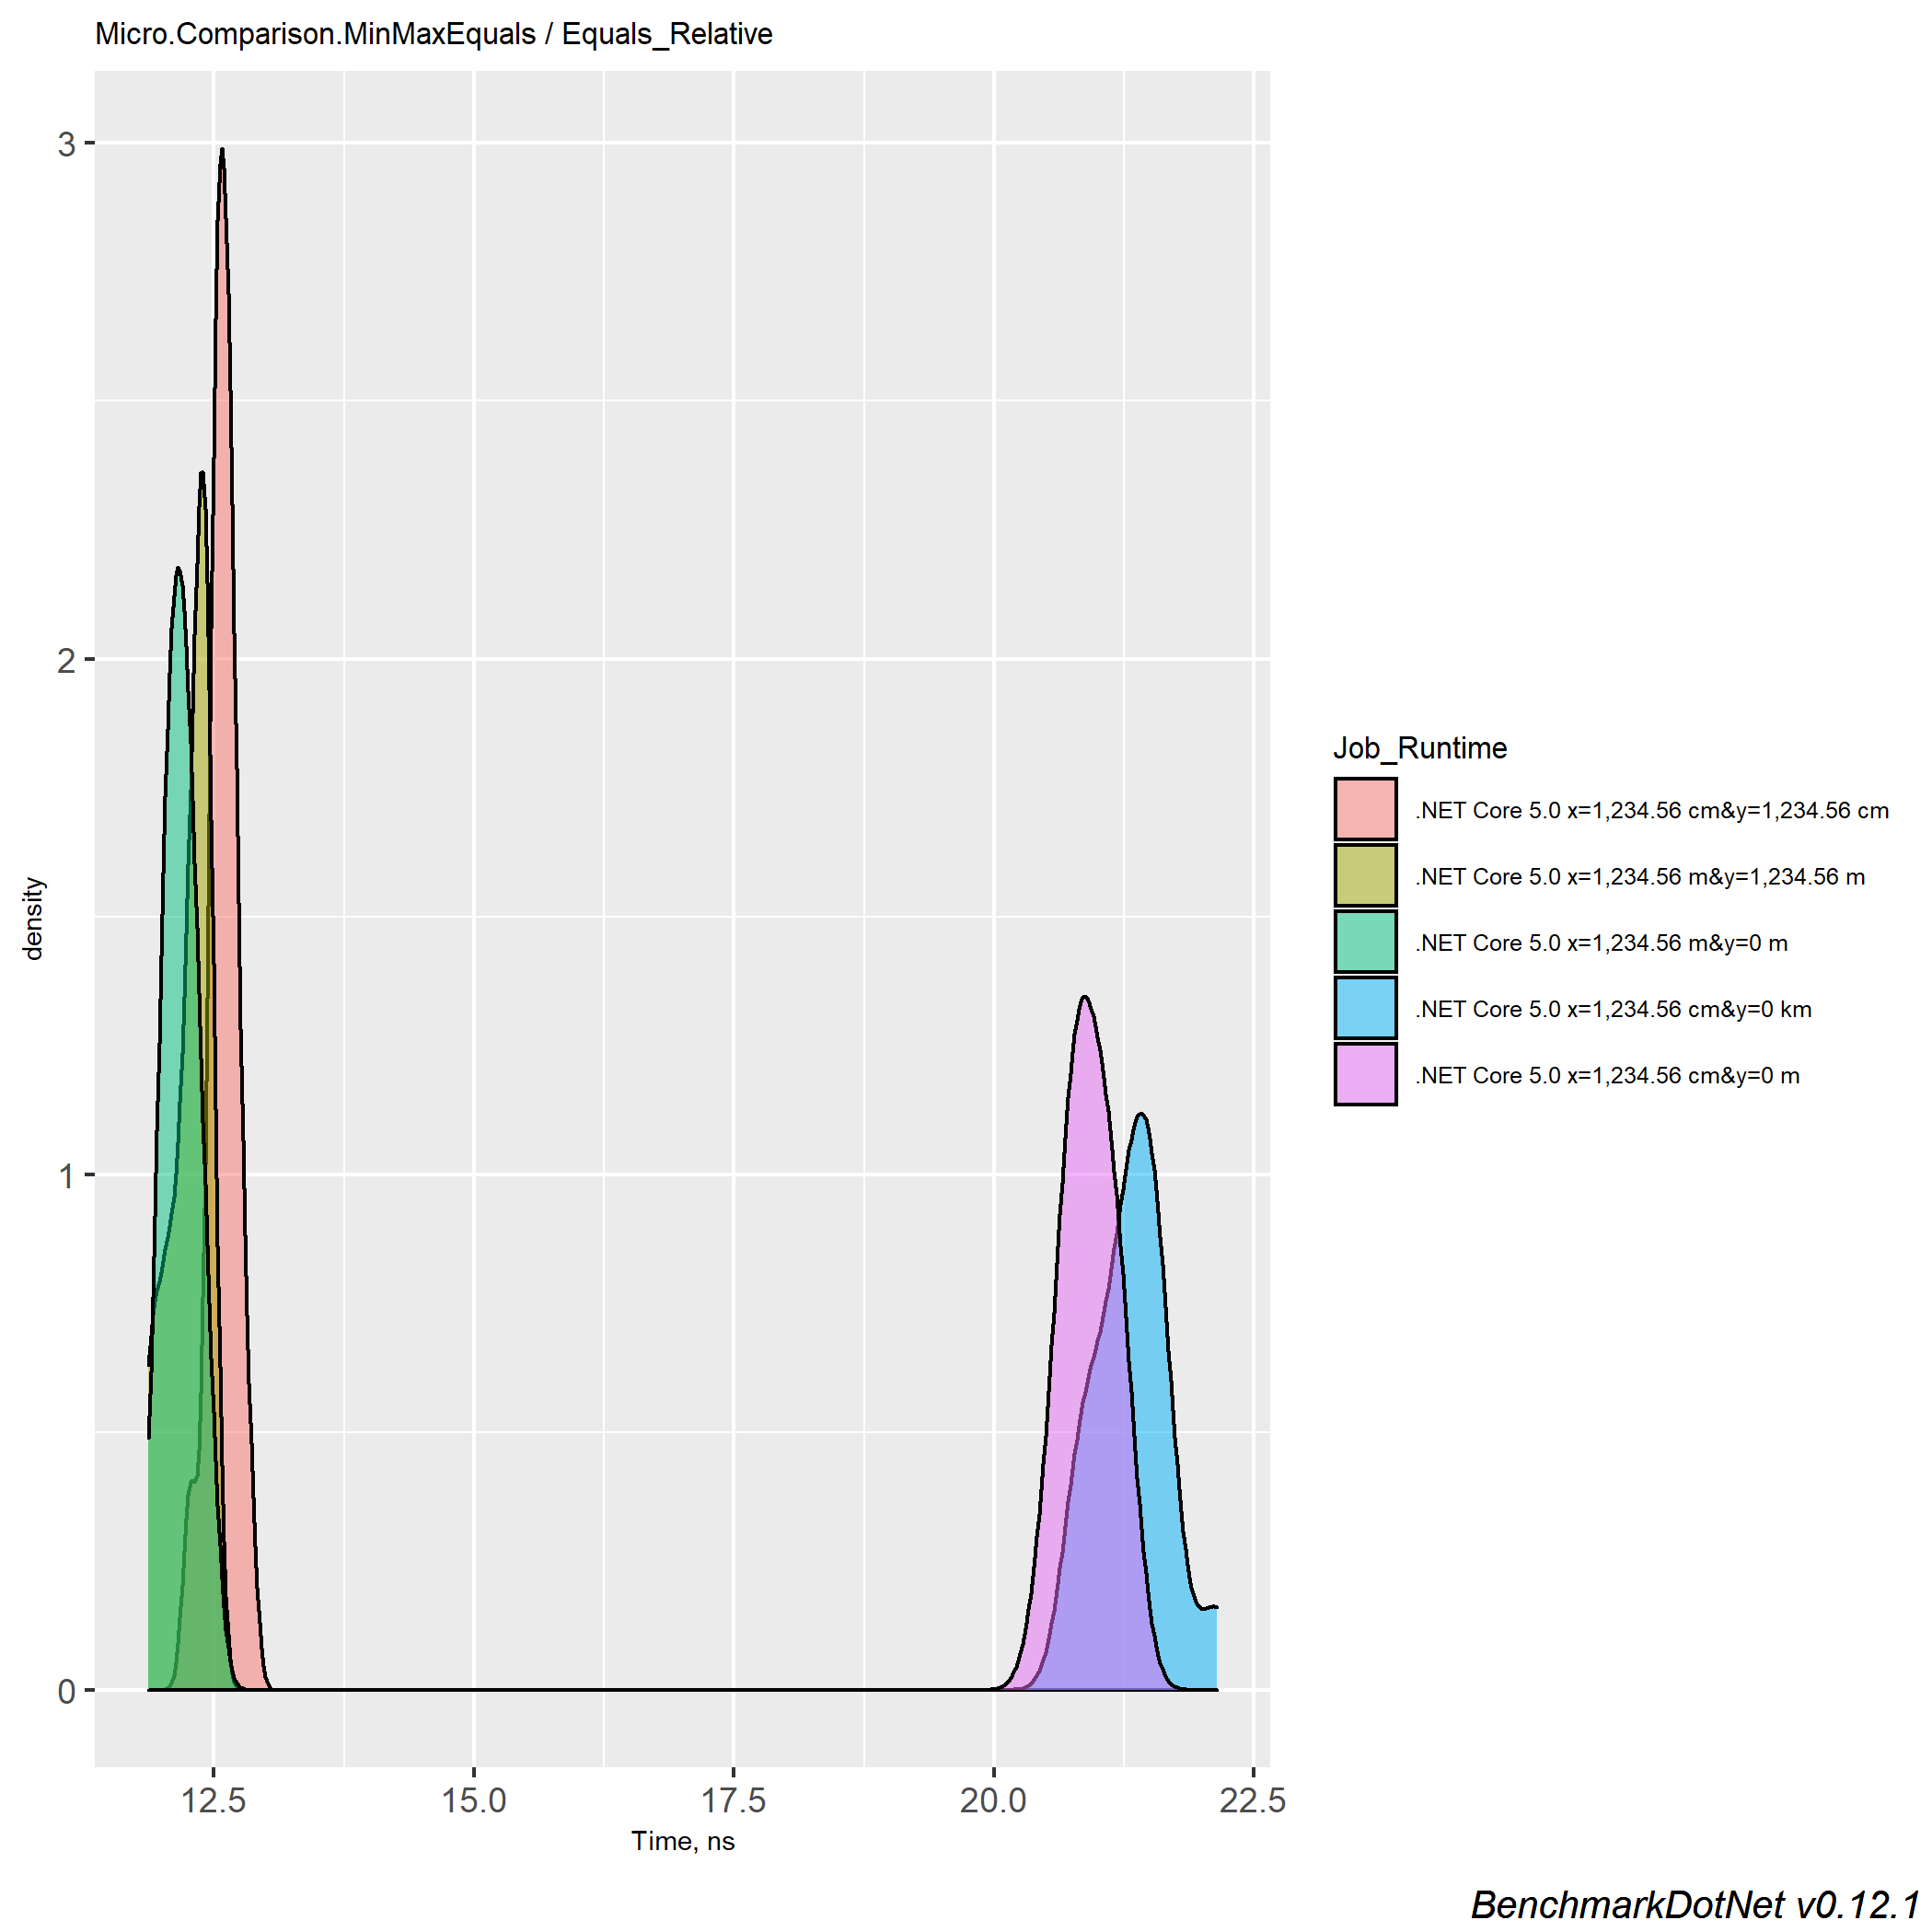 Micro.Comparison.MinMaxEquals / Equals_Relative
3
2
1
0
density
12.5 15.0 17.5 20.0 22.5
Time, ns
Job_Runtime
.NET Core 5.0 x=1,234.56 cm&y=1,234.56 cm
.NET Core 5.0 x=1,234.56 m&y=1,234.56 m
.NET Core 5.0 x=1,234.56 m&y=0 m
.NET Core 5.0 x=1,234.56 cm&y=0 km
.NET Core 5.0 x=1,234.56 cm&y=0 m
BenchmarkDotNet v0.12.1